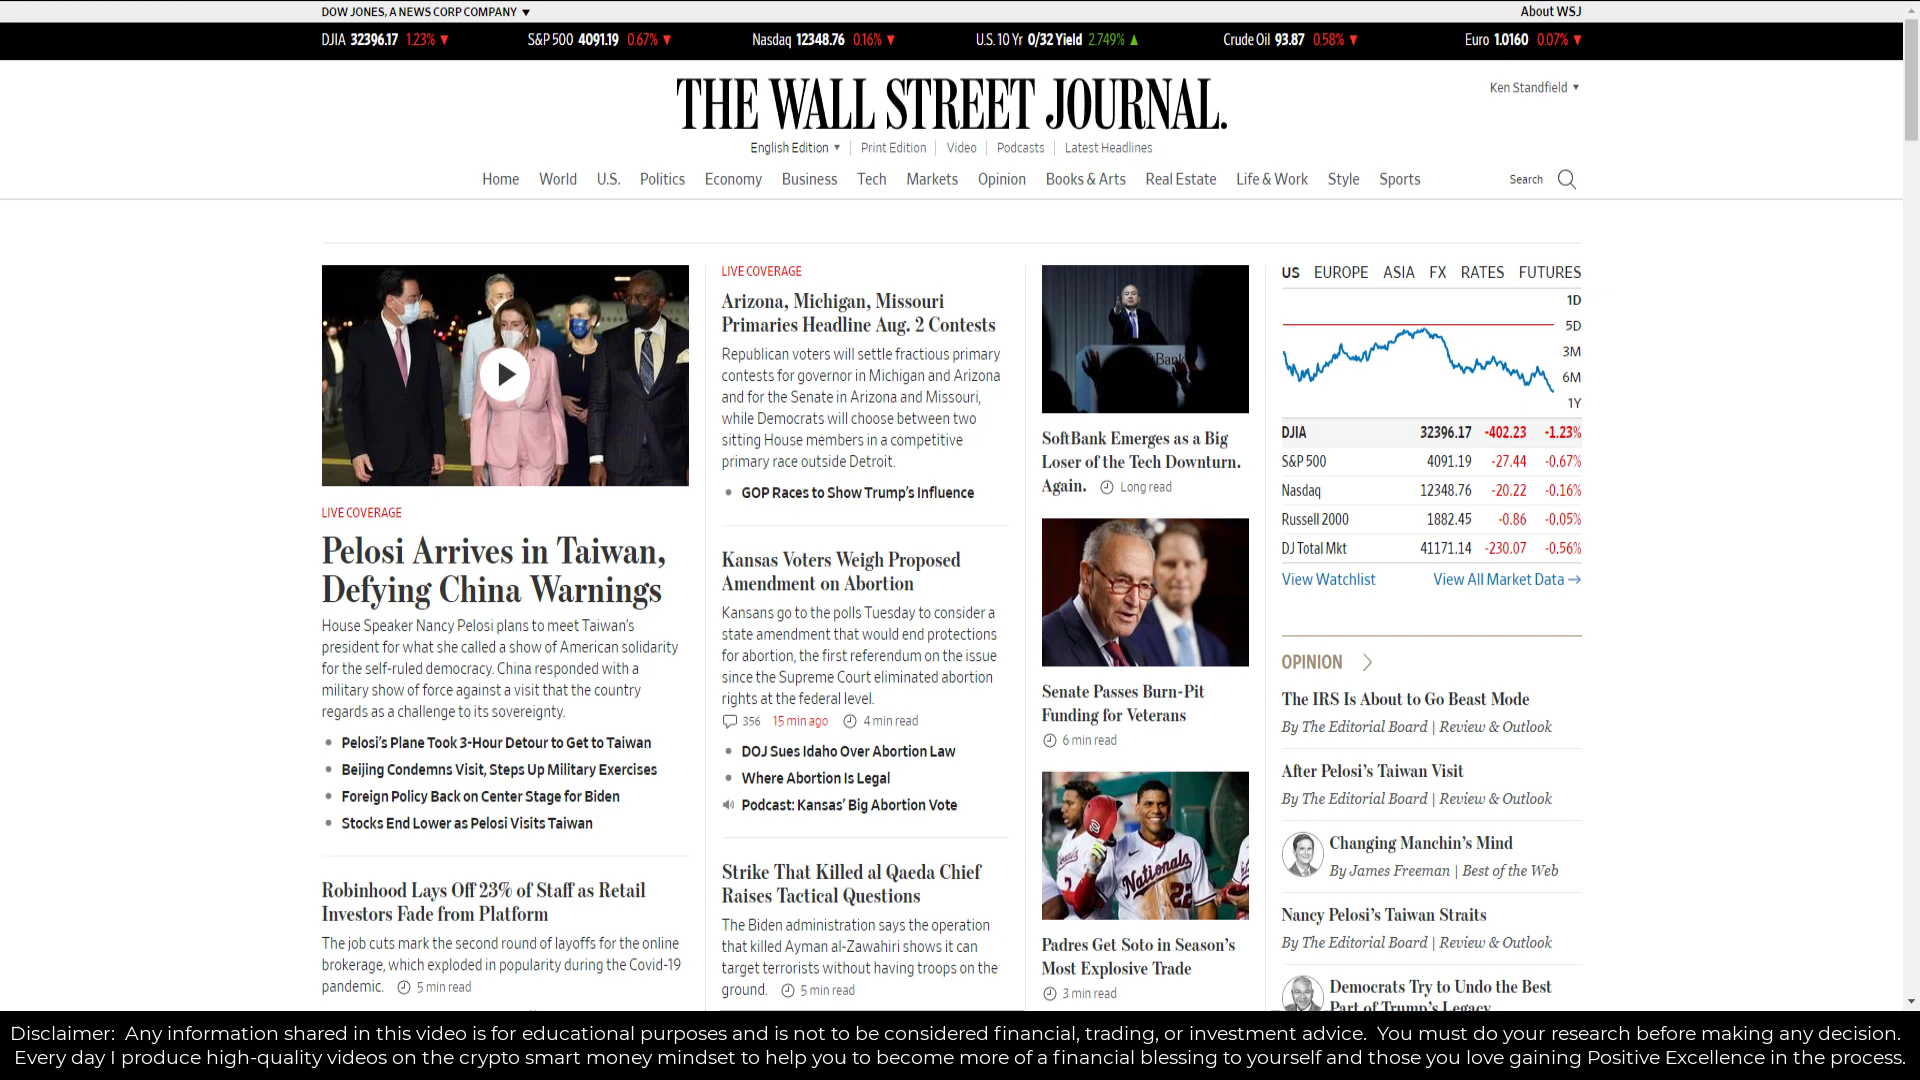 DOW JONES, A NEWS CORP COMPANY
About WSJ
DJIA 32396.17 1.23%
S&P 500 4091.19 0.67%
Nasdaq 12348.76 0.16%
U.S. 10 Yr 0/32 Yield 2.749%
Crude Oil 93.87 0.58%
Euro 1.0160 0.07%
THE WALL STREET JOURNAL.
Ken Standfield
English Edition
Print Edition
Video
Podcasts
Latest Headlines
Home World U.S. Politics Economy Business Tech Markets Opinion Books & Arts Real Estate Life & Work Style Sports
Search
LIVE COVERAGE
Pelosi Arrives in Taiwan,
Defying China Warnings
House Speaker Nancy Pelosi plans to meet Taiwan's
president for what she called a show of American solidarity
for the self-ruled democracy. China responded with a
military show of force against a visit that the country
regards as a challenge to its sovereignty.
Pelosi's Plane Took 3-Hour Detour to Get to Taiwan
Beijing Condemns Visit, Steps Up Military Exercises
Foreign Policy Back on Center Stage for Biden
Stocks End Lower as Pelosi Visits Taiwan
Robinhood Lays Off 23% of Staff as Retail
Investors Fade from Platform
The job cuts mark the second round of layoffs for the online
brokerage, which exploded in popularity during the Covid-19
pandemic. 5 min read
LIVE COVERAGE
Arizona, Michigan, Missouri
Primaries Headline Aug. 2 Contests
Republican voters will settle fractious primary
contests for governor in Michigan and Arizona
and for the Senate in Arizona and Missouri,
while Democrats will choose between two
sitting House members in a competitive
primary race outside Detroit.
GOP Races to Show Trump's Influence
Kansas Voters Weigh Proposed
Amendment on Abortion
Kansans go to the polls Tuesday to consider a
state amendment that would end protections
for abortion, the first referendum on the issue
since the Supreme Court eliminated abortion
rights at the federal level.
356 15 min ago 4 min read
DOJ Sues Idaho Over Abortion Law
Where Abortion Is Legal
Podcast: Kansas' Big Abortion Vote
Strike That Killed al Qaeda Chief
Raises Tactical Questions
The Biden administration says the operation
that killed Ayman al-Zawahiri shows it can
target terrorists without having troops on the
ground. 5 min read
SoftBank Emerges as a Big
Loser of the Tech Downturn.
Again. Long read
Senate Passes Burn-Pit
Funding for Veterans
6 min read
Nationals
22
Padres Get Soto in Season's
Most Explosive Trade
3 min read
US EUROPE ASIA FX RATES FUTURES
1D
5D
3M
6M
1Y
DJIA 32396.17 -402.23 -1.23%
S&P 500 4091.19 -27.44 -0.67%
Nasdaq 12348.76 -20.22 -0.16%
Russell 2000 1882.45 -0.86 -0.05%
DJ Total Mkt 41171.14 -230.07 -0.56%
View Watchlist
View All Market Data
OPINION
The IRS Is About to Go Beast Mode
By The Editorial Board | Review & Outlook
After Pelosi's Taiwan Visit
By The Editorial Board | Review & Outlook
Changing Manchin's Mind
By James Freeman | Best of the Web
Nancy Pelosi's Taiwan Straits
By The Editorial Board | Review & Outlook
Democrats Try to Undo the Best
Part of Trump's Legacy
Disclaimer: Any information shared in this video is for educational purposes and is not to be considered financial, trading, or investment advice. You must do your research before making any decision.
Every day I produce high-quality videos on the crypto smart money mindset to help you to become more of a financial blessing to yourself and those you love gaining Positive Excellence in the process.